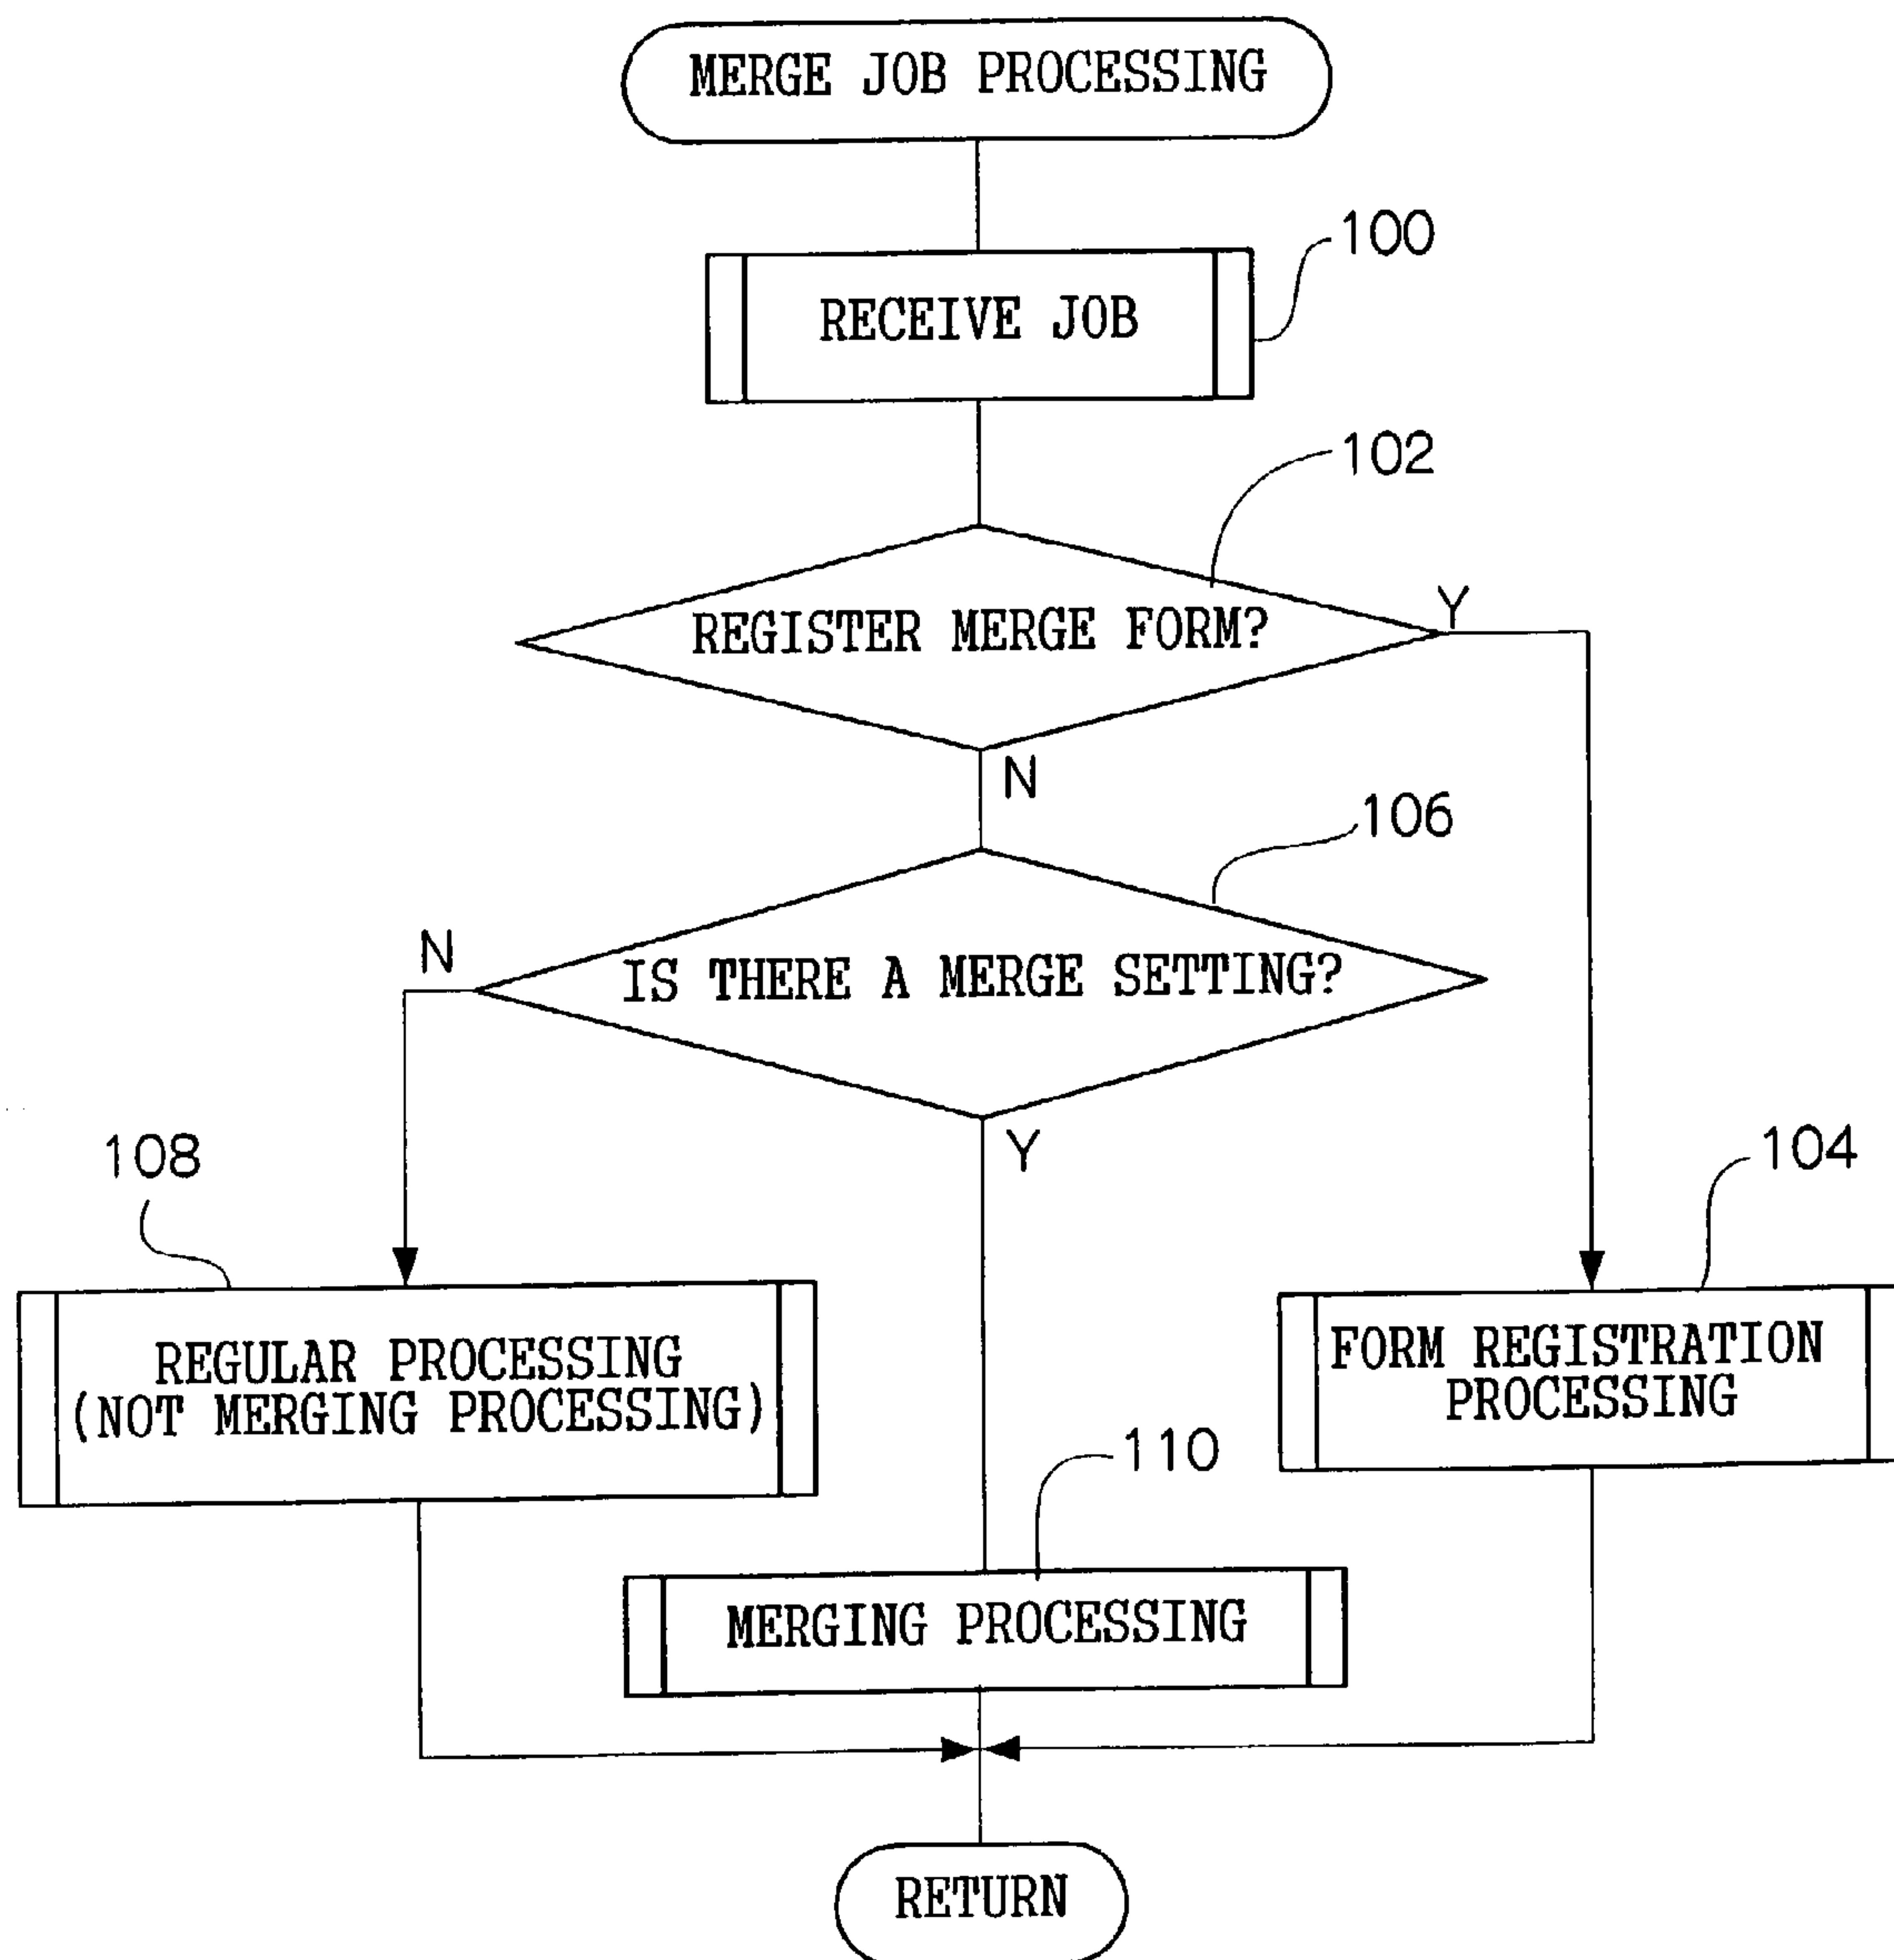 MERGE JOB PROCESSING
100
RECEIVE JOB
102
REGISTER MERGE FORM?
Y
N
106
IS THERE A MERGE SETTING?
N
Y
108
104
REGULAR PROCESSING
(NOT MERGING PROCESSING)
FORM REGISTRATION
PROCESSING
110
MERGING PROCESSING
RETURN